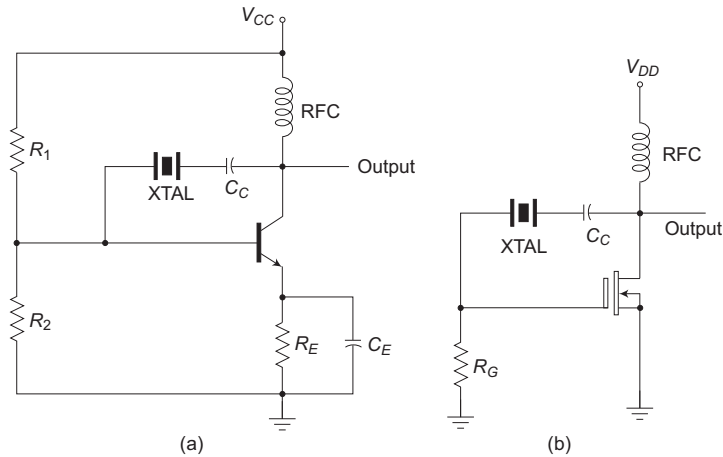 V_CC
RFC
R_1
XTAL
C_C
Output
R_2
R_E
C_E
(a)
V_DD
RFC
XTAL
C_C
Output
R_G
(b)